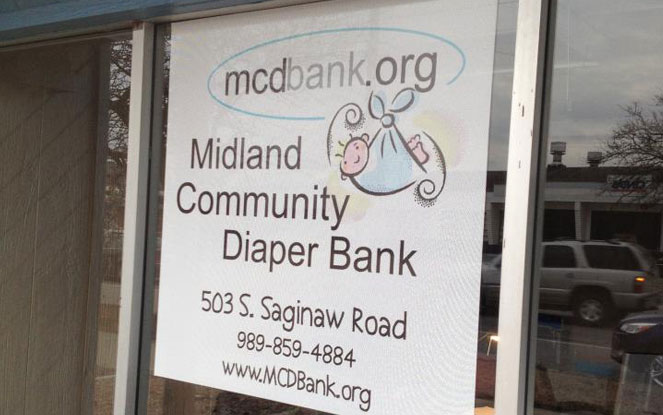 mcdbank.org
Midland
Community
Diaper Bank
503 S. Saginaw Road
989-859-4884
www.MCDBank.org